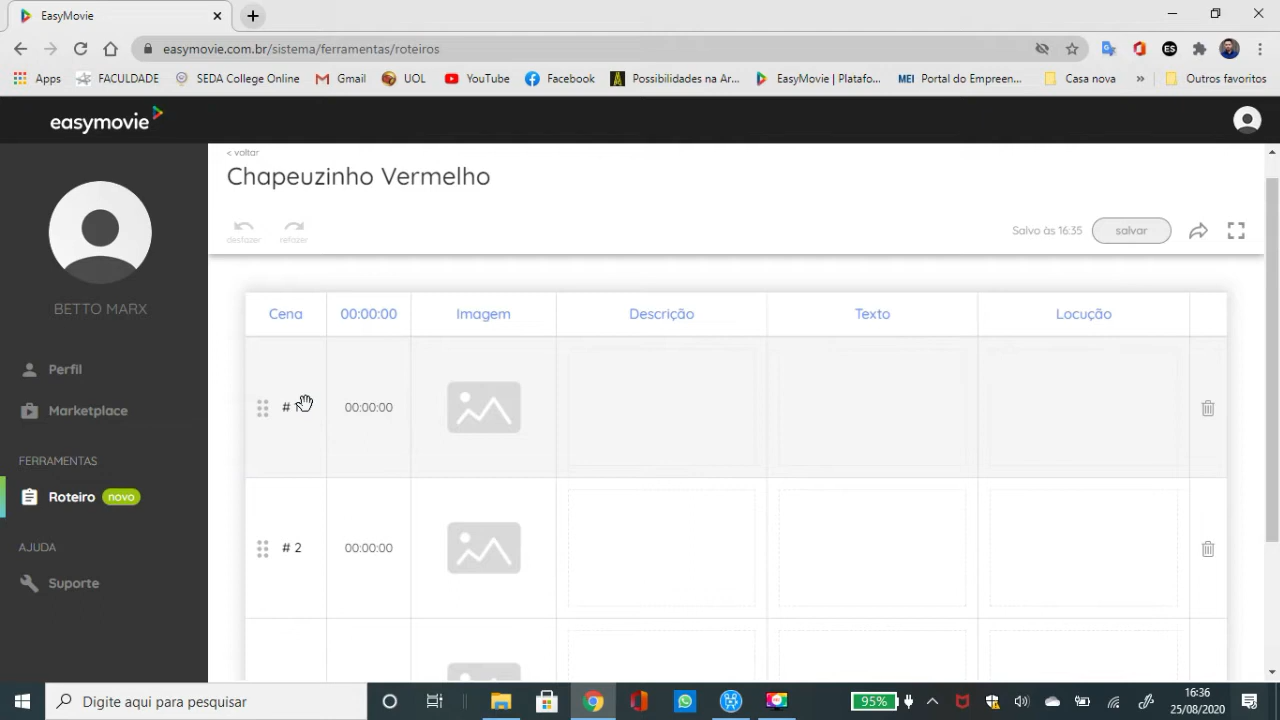 EasyMovie
easymovie.com.br/sistema/ferramentas/roteiros
Apps FACULDADE SEDA College Online Gmail UOL YouTube Facebook Possibilidades na Ar... EasyMovie | Platafo... MEI Portal do Empreen... Casa nova » Outros favoritos
easymovie
< voltar
Chapeuzinho Vermelho
desfazer refazer Salvo às 16:35 salvar
BETTO MARX
Cena 00:00:00 Imagem Descrição Texto Locução
Perfil
Marketplace
# 1 00:00:00
FERRAMENTAS
Roteiro novo
AJUDA
# 2 00:00:00
Suporte
Digite aqui para pesquisar 95% 16:36
25/08/2020